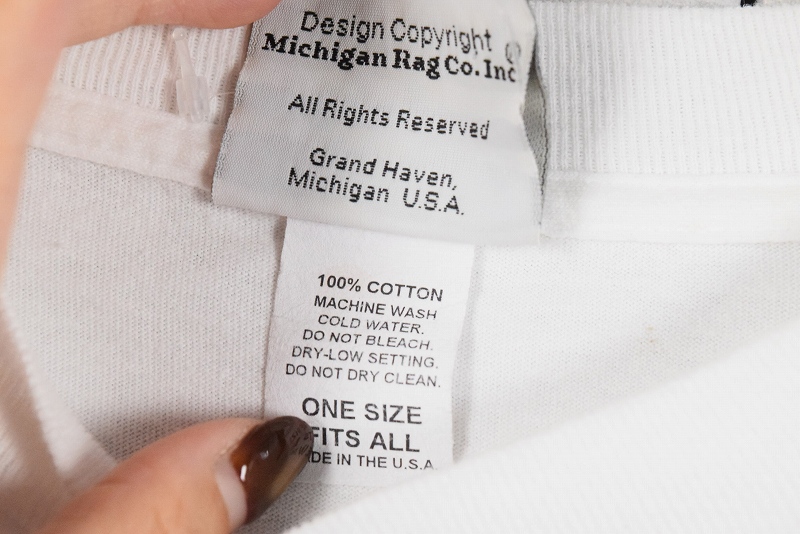 Design Copyright ©
Michigan Rag Co. Inc
All Rights Reserved
Grand Haven,
Michigan U.S.A.
100% COTTON
MACHINE WASH
COLD WATER.
DO NOT BLEACH.
DRY-LOW SETTING.
DO NOT DRY CLEAN.
ONE SIZE
FITS ALL
DE IN THE U.S.A.